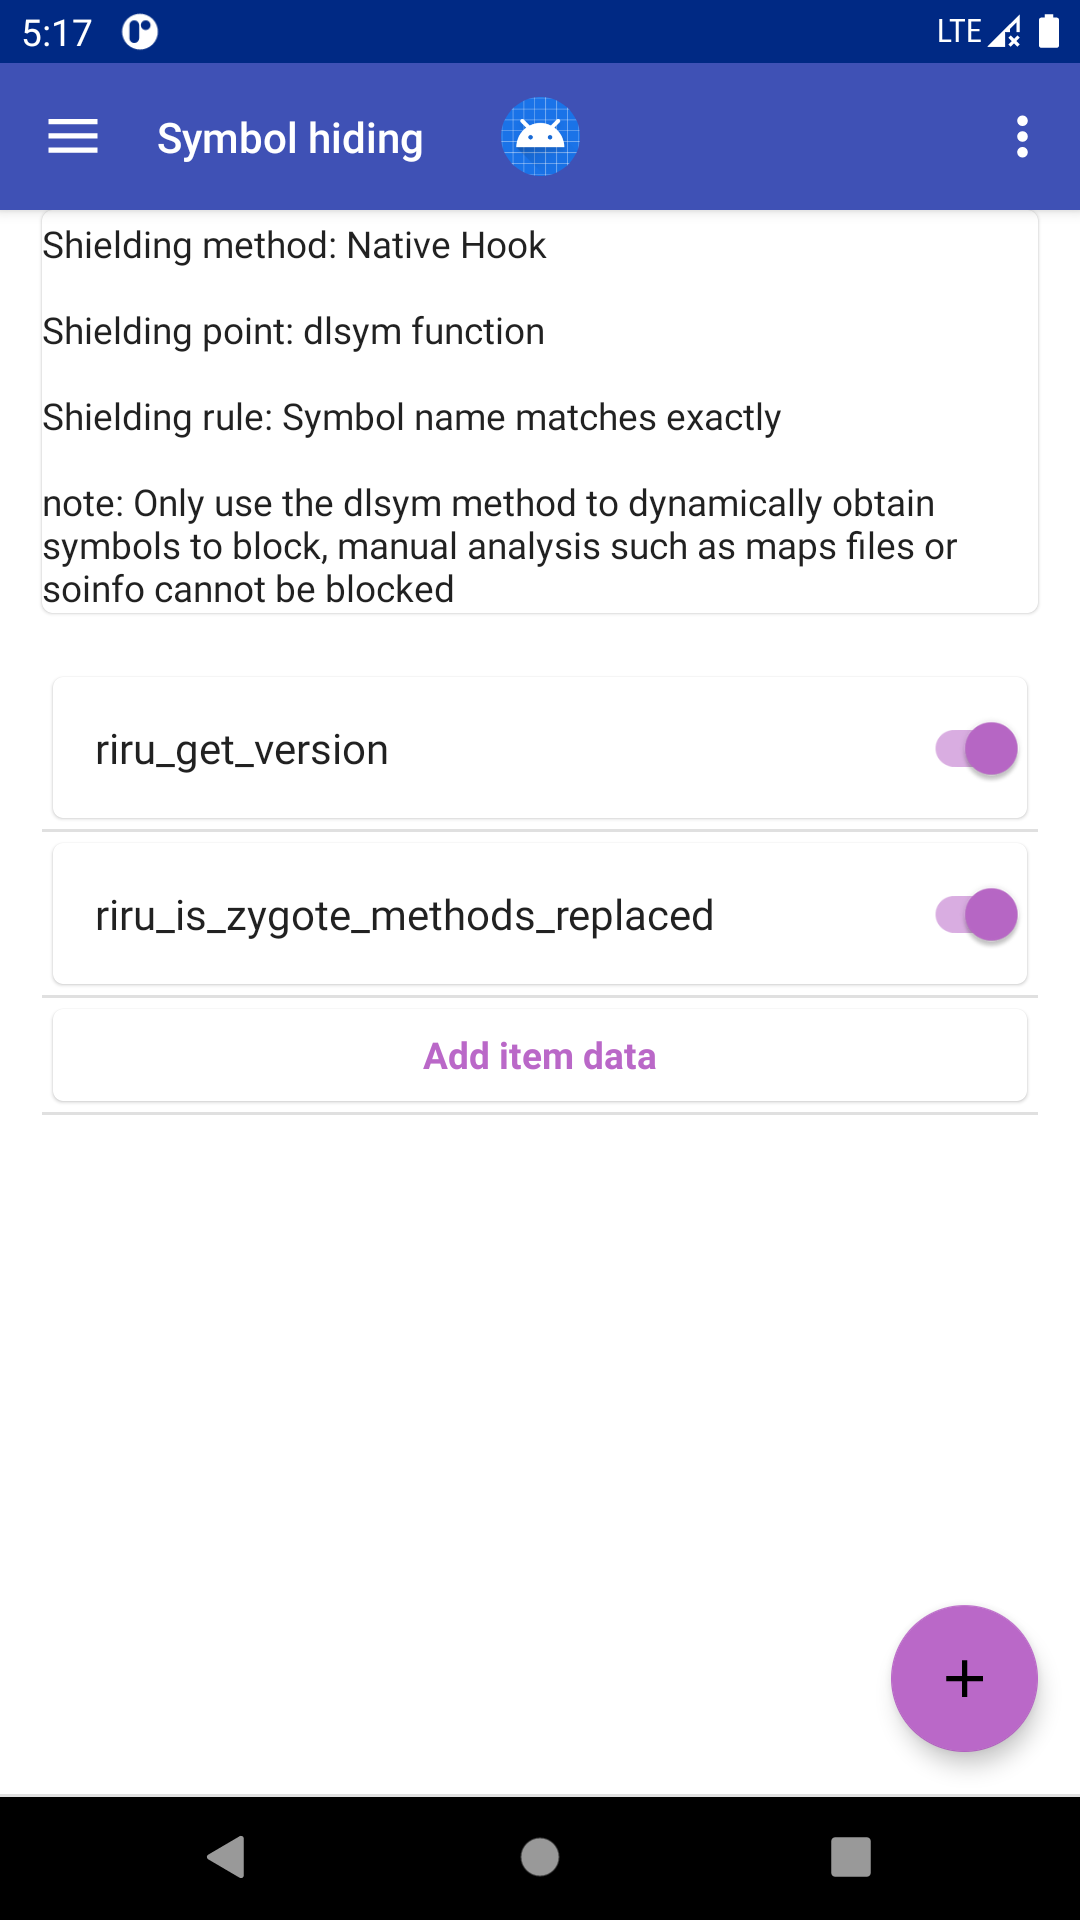 5:17
LTE
Symbol hiding
Shielding method: Native Hook
Shielding point: dlsym function
Shielding rule: Symbol name matches exactly
note: Only use the dlsym method to dynamically obtain
symbols to block, manual analysis such as maps files or
soinfo cannot be blocked
riru_get_version
riru_is_zygote_methods_replaced
Add item data